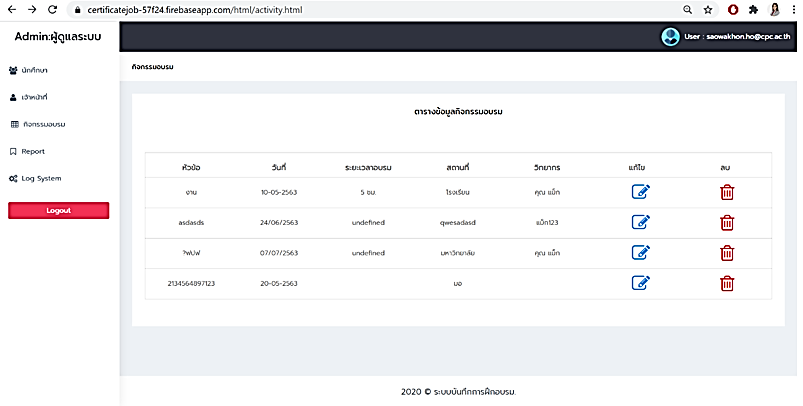 certificatejob-57f24.firebaseapp.com/html/activity.html
Admin:ผู้ดูแลระบบ
User : saowakhon.ho@cpc.ac.th
นักศึกษา
เจ้าหน้าที่
กิจกรรมอบรม
Report
Log System
Logout
กิจกรรมอบรม
ตารางข้อมูลกิจกรรมอบรม
หัวข้อ วันที่ ระยะเวลาอบรม สถานที่ วิทยากร แก้ไข ลบ
งาน 10-05-2563 5 ชม. โรงเรียน คุณ แม็ก
asdasds 24/06/2563 undefined qwesadasd แม็ก123
?ฟปฟ 07/07/2563 undefined มหาวิทยาลัย คุณ แม็ก
2134564897123 20-05-2563 มอ
2020 © ระบบบันทึกการฝึกอบรม.